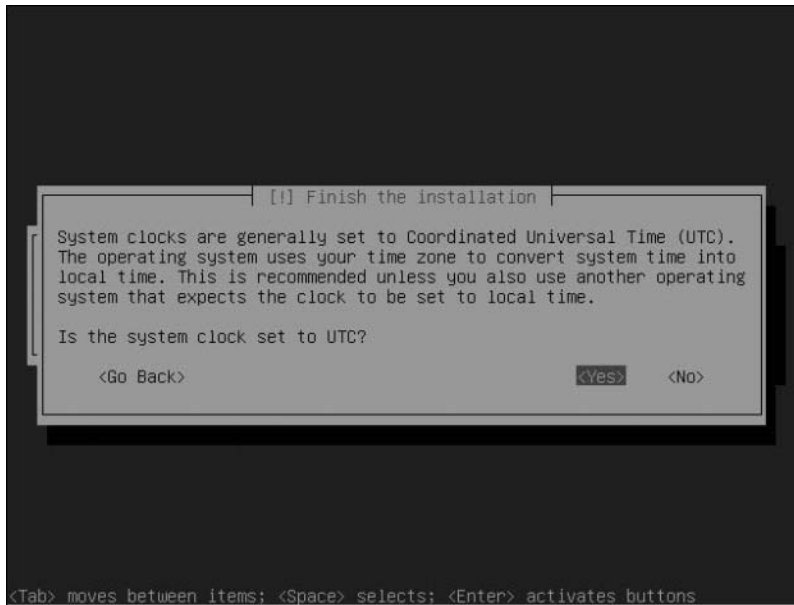 [!] Finish the installation
System clocks are generally set to Coordinated Universal Time (UTC).
The operating system uses your time zone to convert system time into
local time. This is recommended unless you also use another operating
system that expects the clock to be set to local time.
Is the system clock set to UTC?
<Go Back> <Yes> <No>
<Tab> moves between items; <Space> selects; <Enter> activates buttons